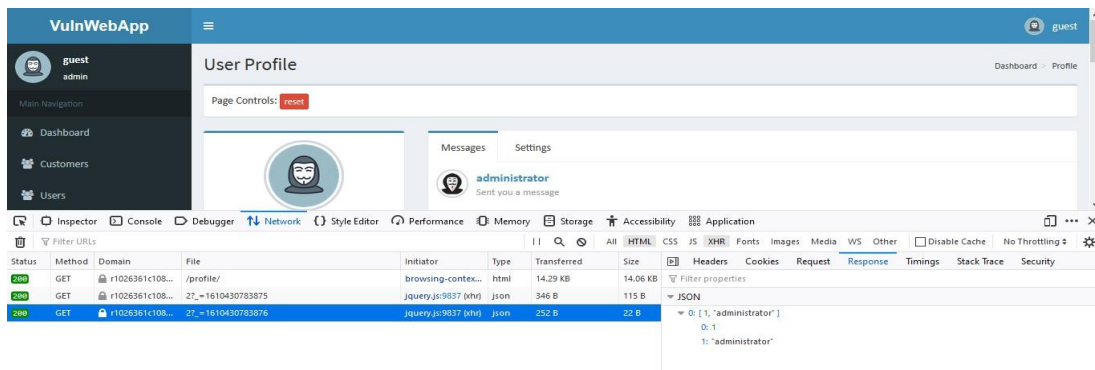 VulnWebApp
guest
guest
admin
User Profile
Dashboard > Profile
Main Navigation
Page Controls: reset
Dashboard
Customers
Users
Messages Settings
administrator
Sent you a message
Inspector Console Debugger Network {} Style Editor Performance Memory Storage Accessibility Application
Filter URLs All HTML CSS JS XHR Fonts Images Media WS Other Disable Cache No Throttling
Status Method Domain File Initiator Type Transferred Size Headers Cookies Request Response Timings Stack Trace Security
200 GET r1026361c108... /profile/ browsing-contex... html 14.29 KB 14.06 KB Filter properties
200 GET r1026361c108... 2?_=1610430783875 jquery.js:9837 (xhr) json 346 B 115 B JSON
200 GET r1026361c108... 2?_=1610430783876 jquery.js:9837 (xhr) json 252 B 22 B 0: [ 1, "administrator" ]
0: 1
1: "administrator"